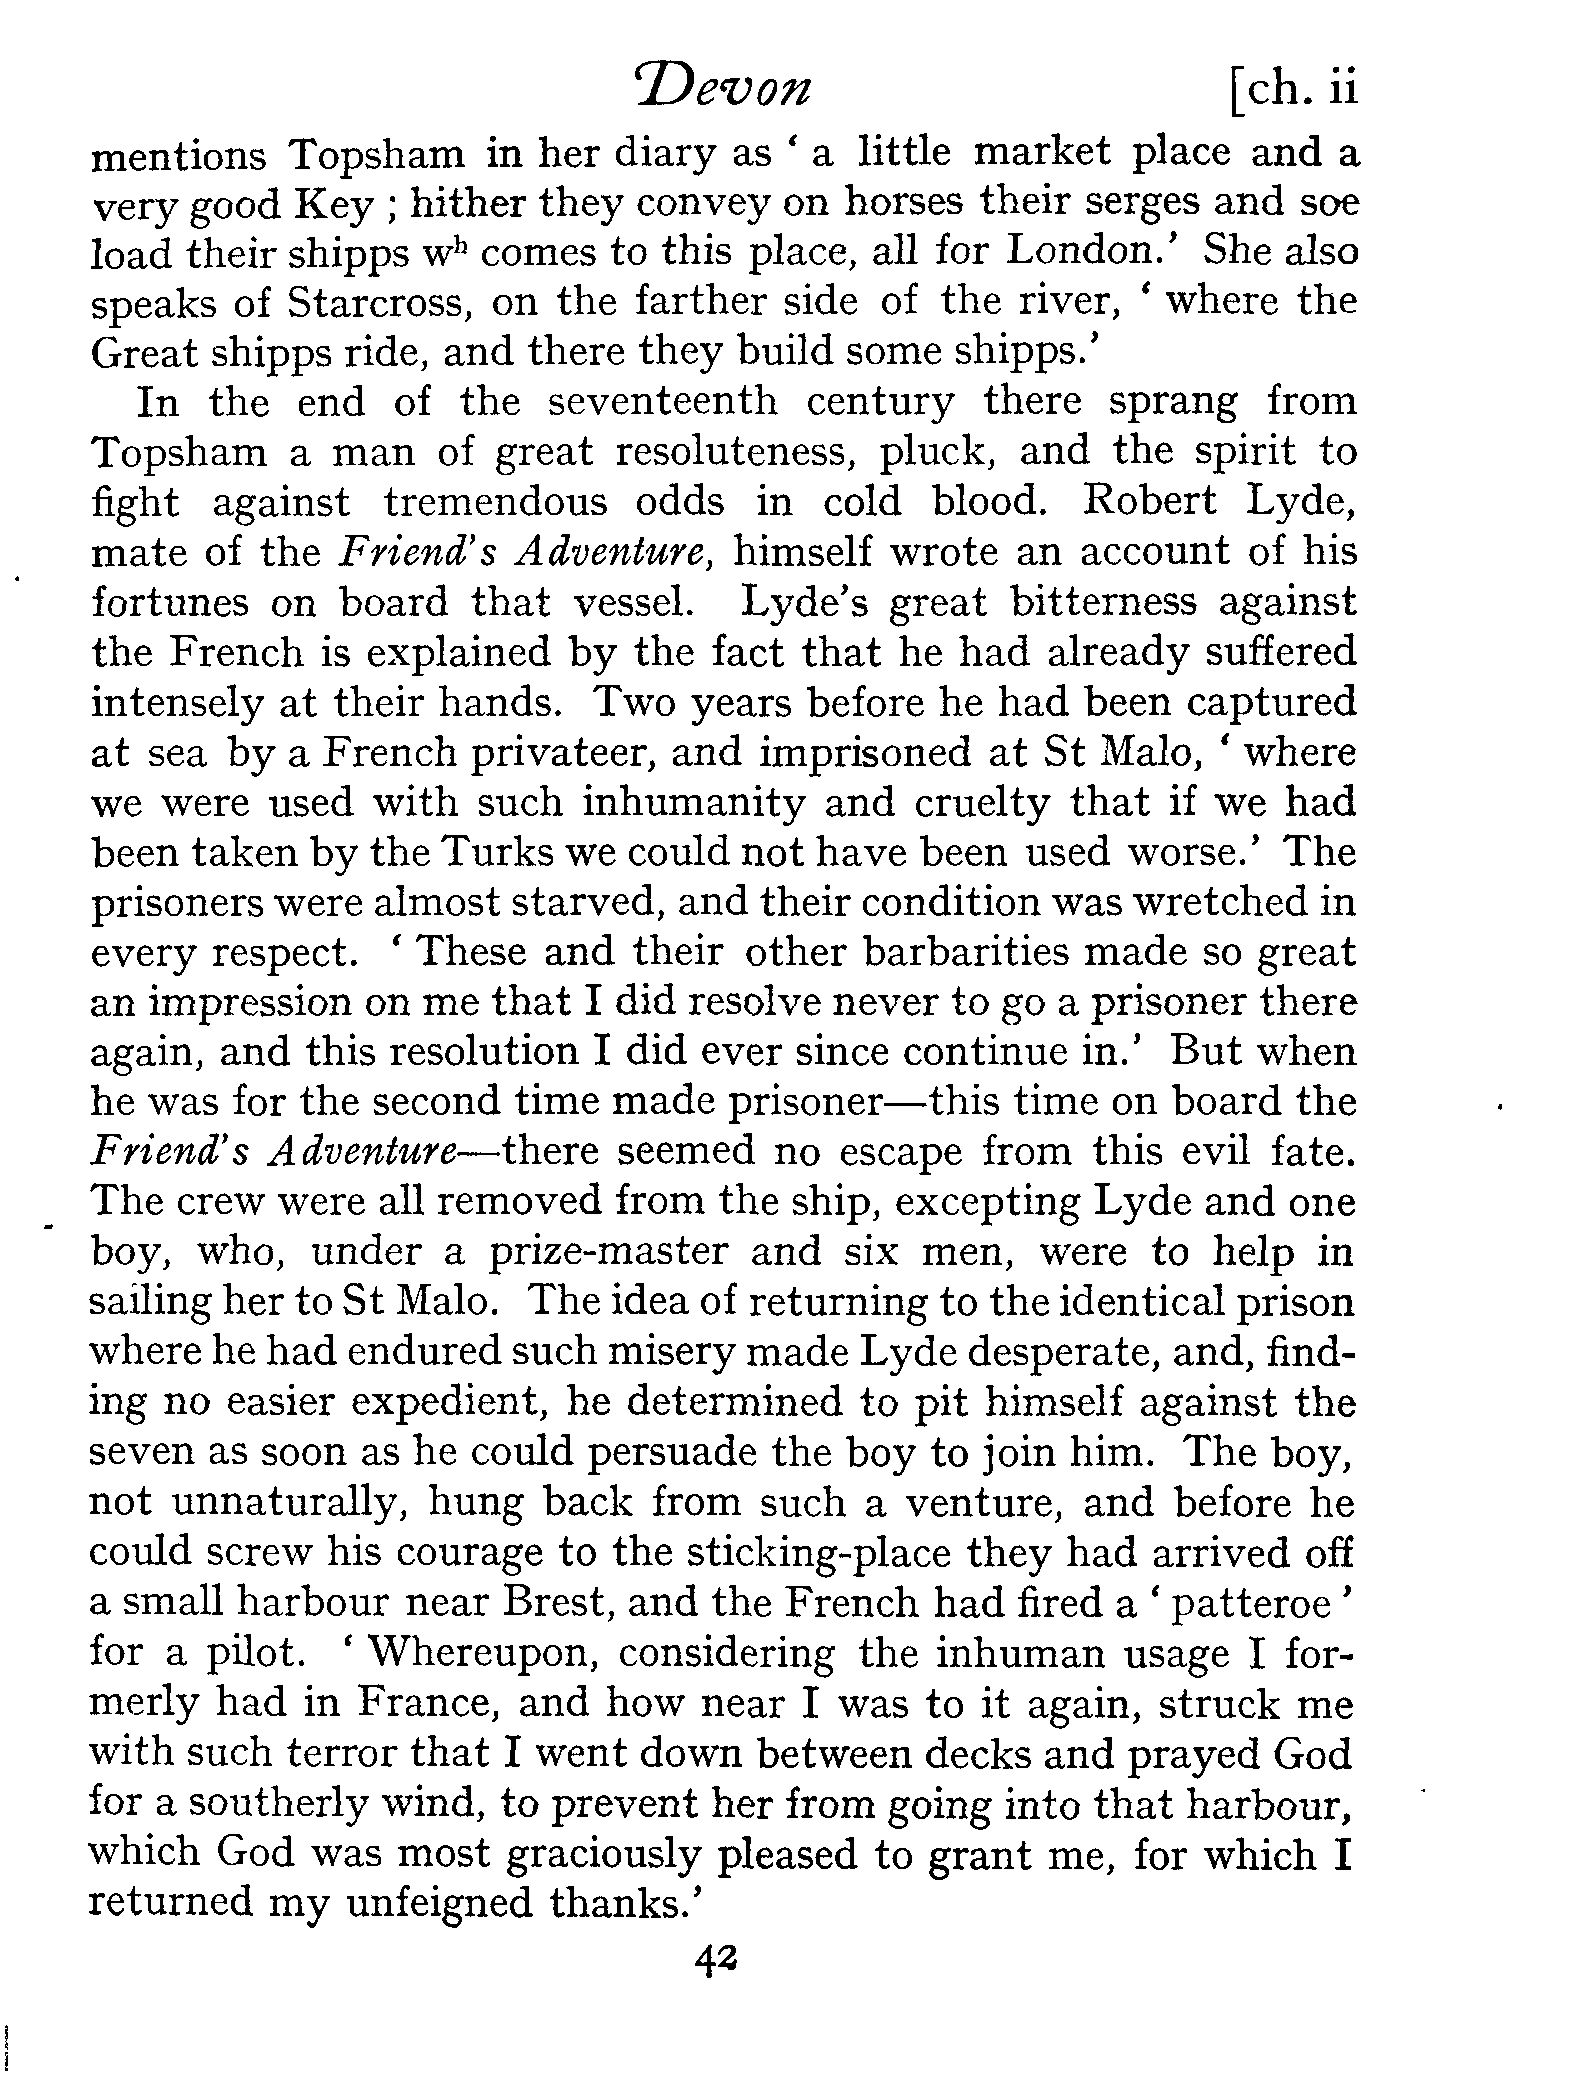 Devon [ch. ii
mentions Topsham in her diary as ‘ a little market place and a
very good Key ; hither they convey on horses their serges and soe
load their shipps wʰ comes to this place, all for London.’ She also
speaks of Starcross, on the farther side of the river, ‘ where the
Great shipps ride, and there they build some shipps.’
In the end of the seventeenth century there sprang from
Topsham a man of great resoluteness, pluck, and the spirit to
fight against tremendous odds in cold blood. Robert Lyde,
mate of the Friend’s Adventure, himself wrote an account of his
fortunes on board that vessel. Lyde’s great bitterness against
the French is explained by the fact that he had already suffered
intensely at their hands. Two years before he had been captured
at sea by a French privateer, and imprisoned at St Malo, ‘ where
we were used with such inhumanity and cruelty that if we had
been taken by the Turks we could not have been used worse.’ The
prisoners were almost starved, and their condition was wretched in
every respect. ‘ These and their other barbarities made so great
an impression on me that I did resolve never to go a prisoner there
again, and this resolution I did ever since continue in.’ But when
he was for the second time made prisoner—this time on board the
Friend’s Adventure—there seemed no escape from this evil fate.
The crew were all removed from the ship, excepting Lyde and one
boy, who, under a prize-master and six men, were to help in
sailing her to St Malo. The idea of returning to the identical prison
where he had endured such misery made Lyde desperate, and, find-
ing no easier expedient, he determined to pit himself against the
seven as soon as he could persuade the boy to join him. The boy,
not unnaturally, hung back from such a venture, and before he
could screw his courage to the sticking-place they had arrived off
a small harbour near Brest, and the French had fired a ‘ patteroe ’
for a pilot. ‘ Whereupon, considering the inhuman usage I for-
merly had in France, and how near I was to it again, struck me
with such terror that I went down between decks and prayed God
for a southerly wind, to prevent her from going into that harbour,
which God was most graciously pleased to grant me, for which I
returned my unfeigned thanks.’
42